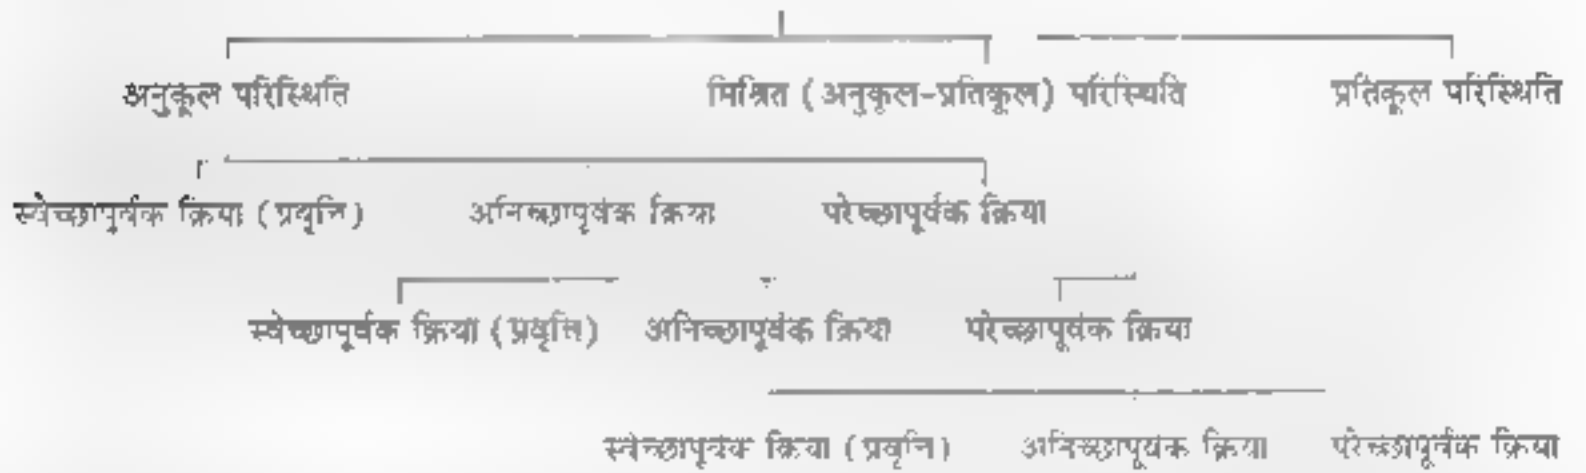 अनुकूल परिस्थिति मिश्रित (अनुकूल-प्रतिकूल) परिस्थिति प्रतिकूल परिस्थिति
स्वेच्छापूर्वक क्रिया (प्रवृत्ति) अनिच्छापूर्वक क्रिया परेच्छापूर्वक क्रिया
स्वेच्छापूर्वक क्रिया (प्रवृत्ति) अनिच्छापूर्वक क्रिया परेच्छापूर्वक क्रिया
स्वेच्छापूर्वक क्रिया (प्रवृत्ति) अनिच्छापूर्वक क्रिया परेच्छापूर्वक क्रिया